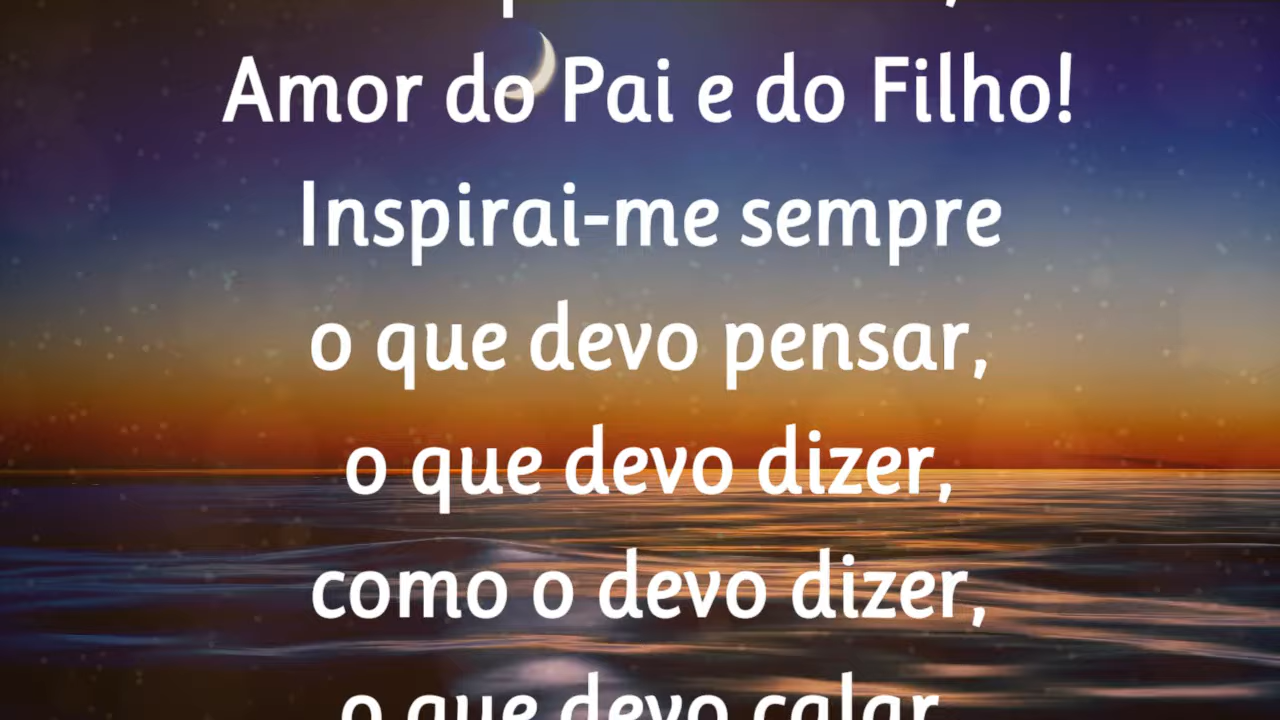 Amor do Pai e do Filho!
Inspirai-me sempre
o que devo pensar,
o que devo dizer,
como o devo dizer,
o que devo calar